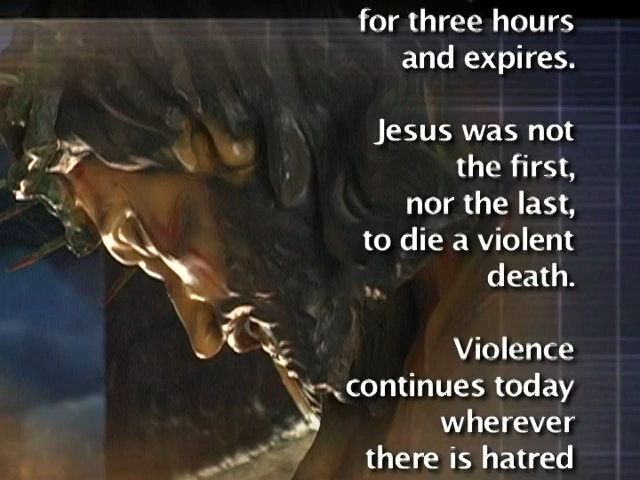 for three hours
and expires.
Jesus was not
the first,
nor the last,
to die a violent
death.
Violence
continues today
wherever
there is hatred